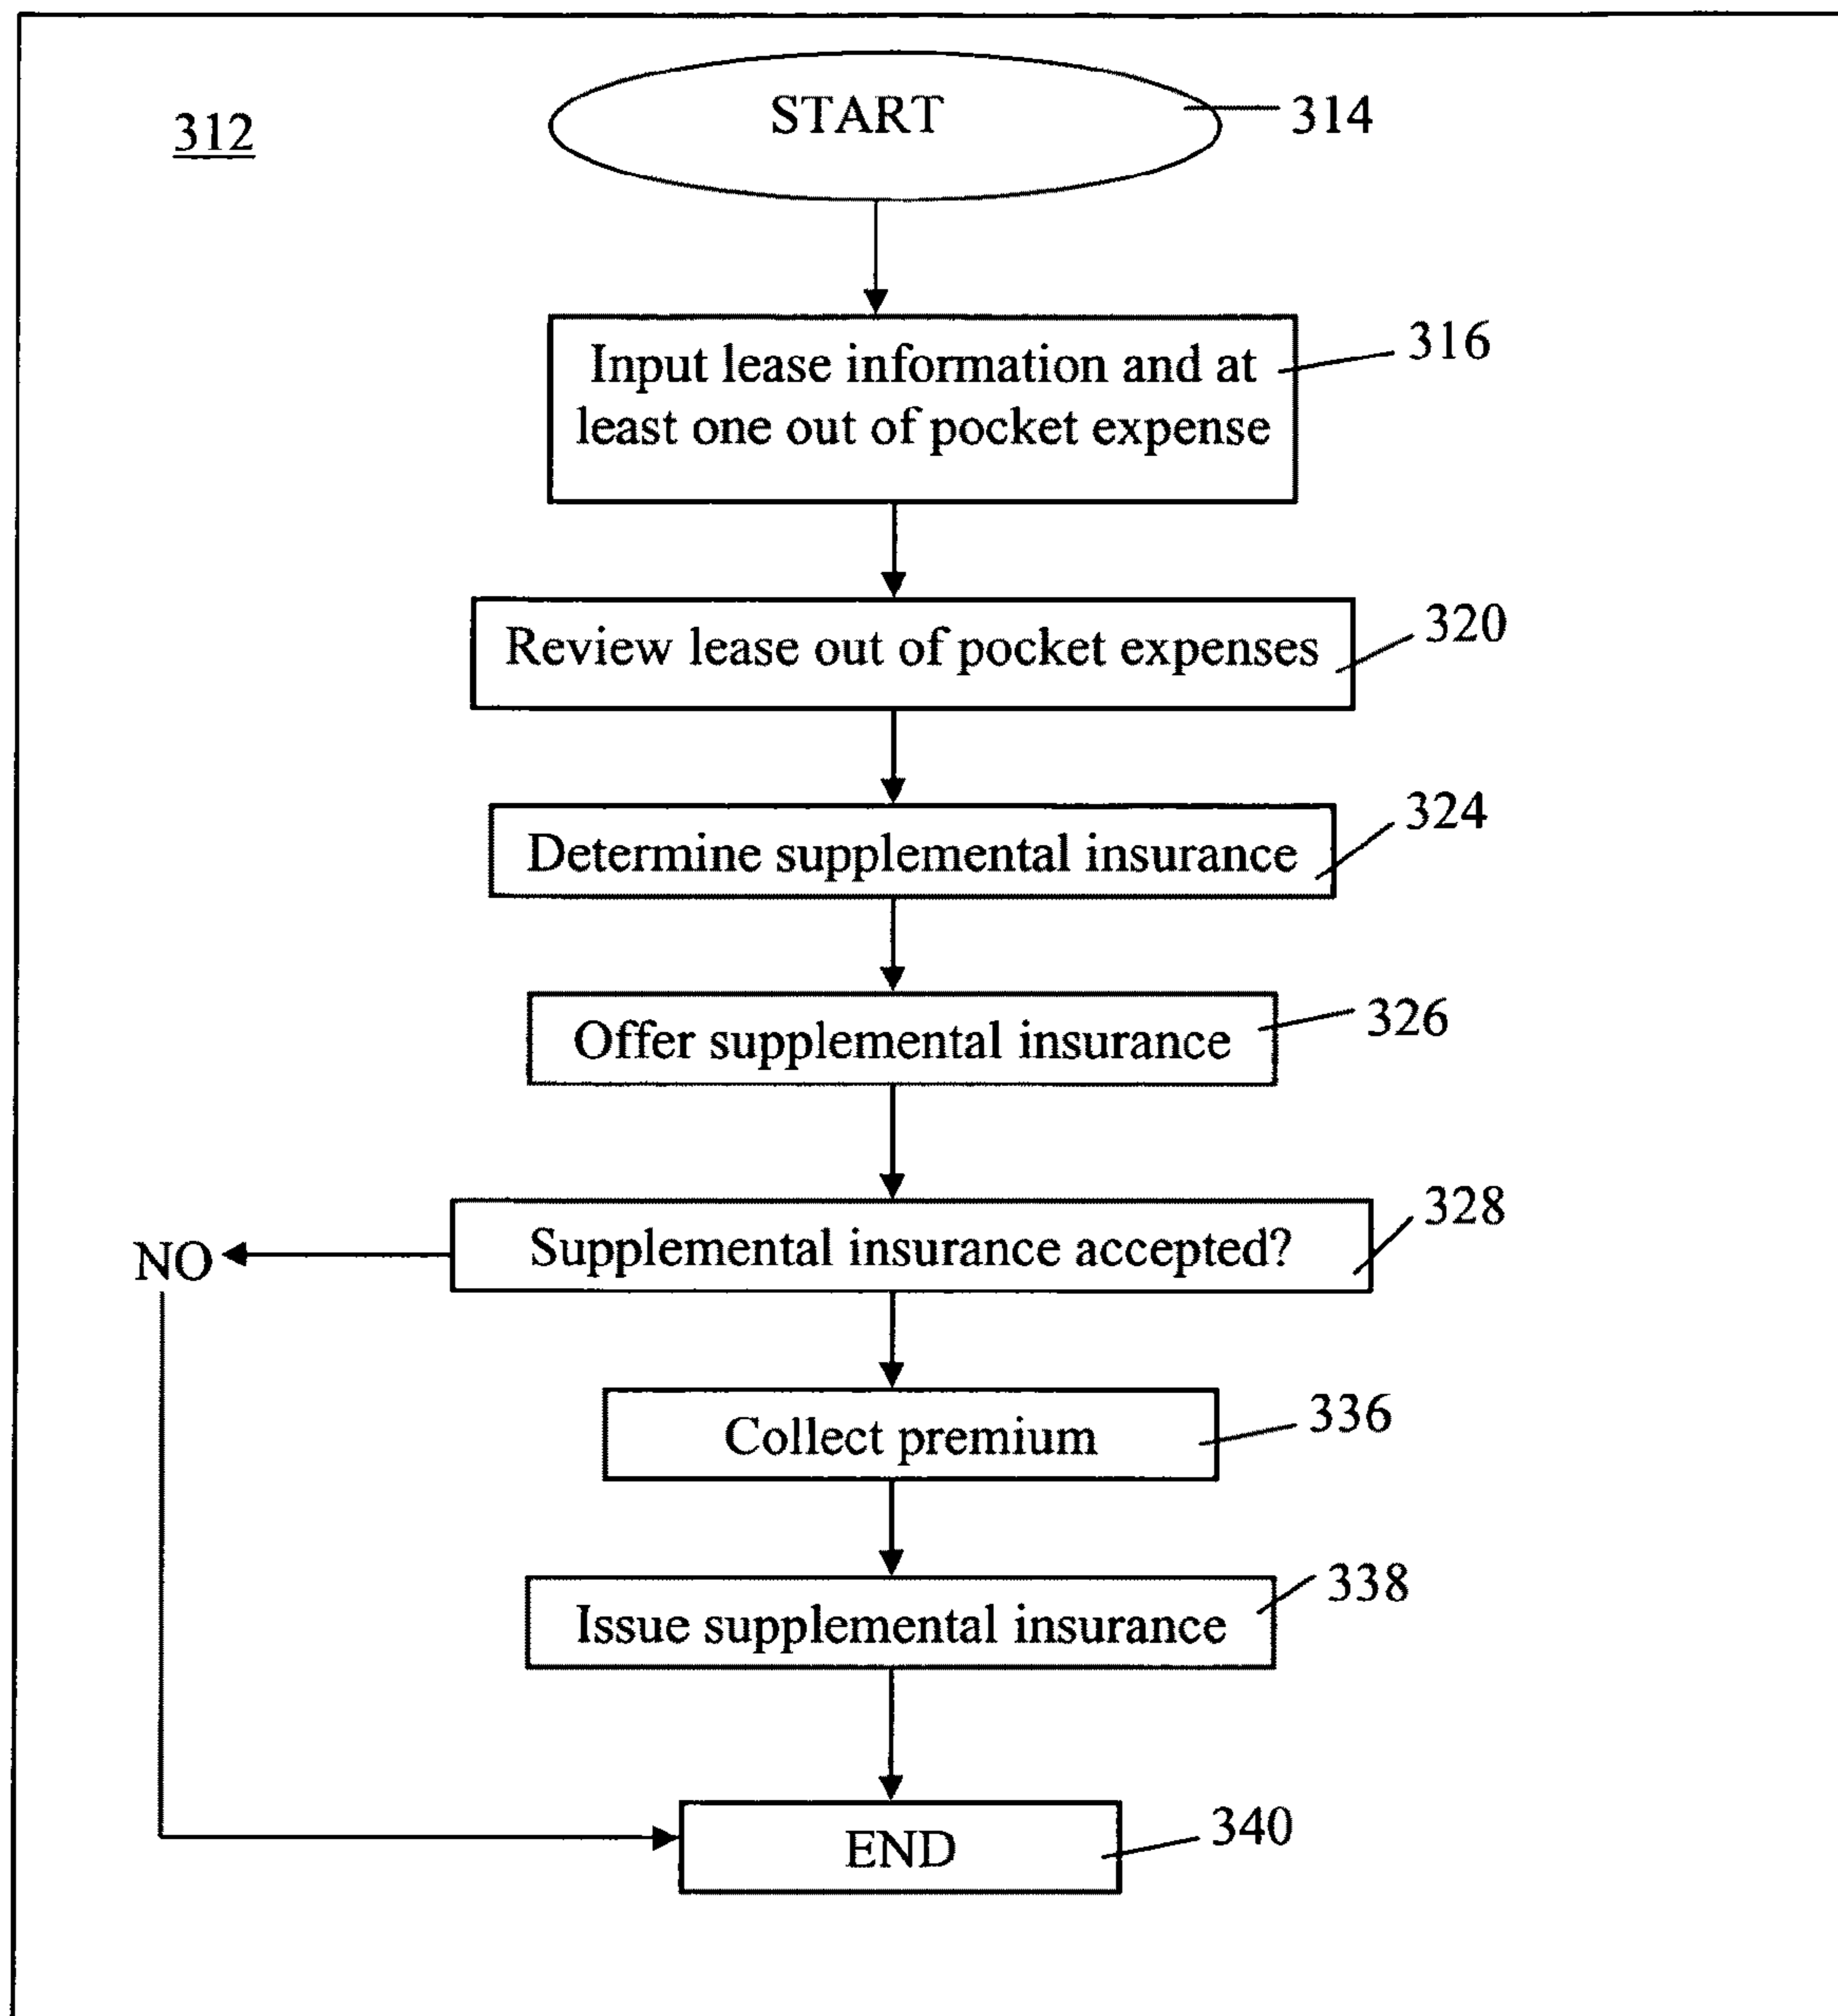 312
START
314
Input lease information and at
least one out of pocket expense
316
Review lease out of pocket expenses
320
Determine supplemental insurance
324
Offer supplemental insurance
326
Supplemental insurance accepted?
328
NO
Collect premium
336
Issue supplemental insurance
338
END
340